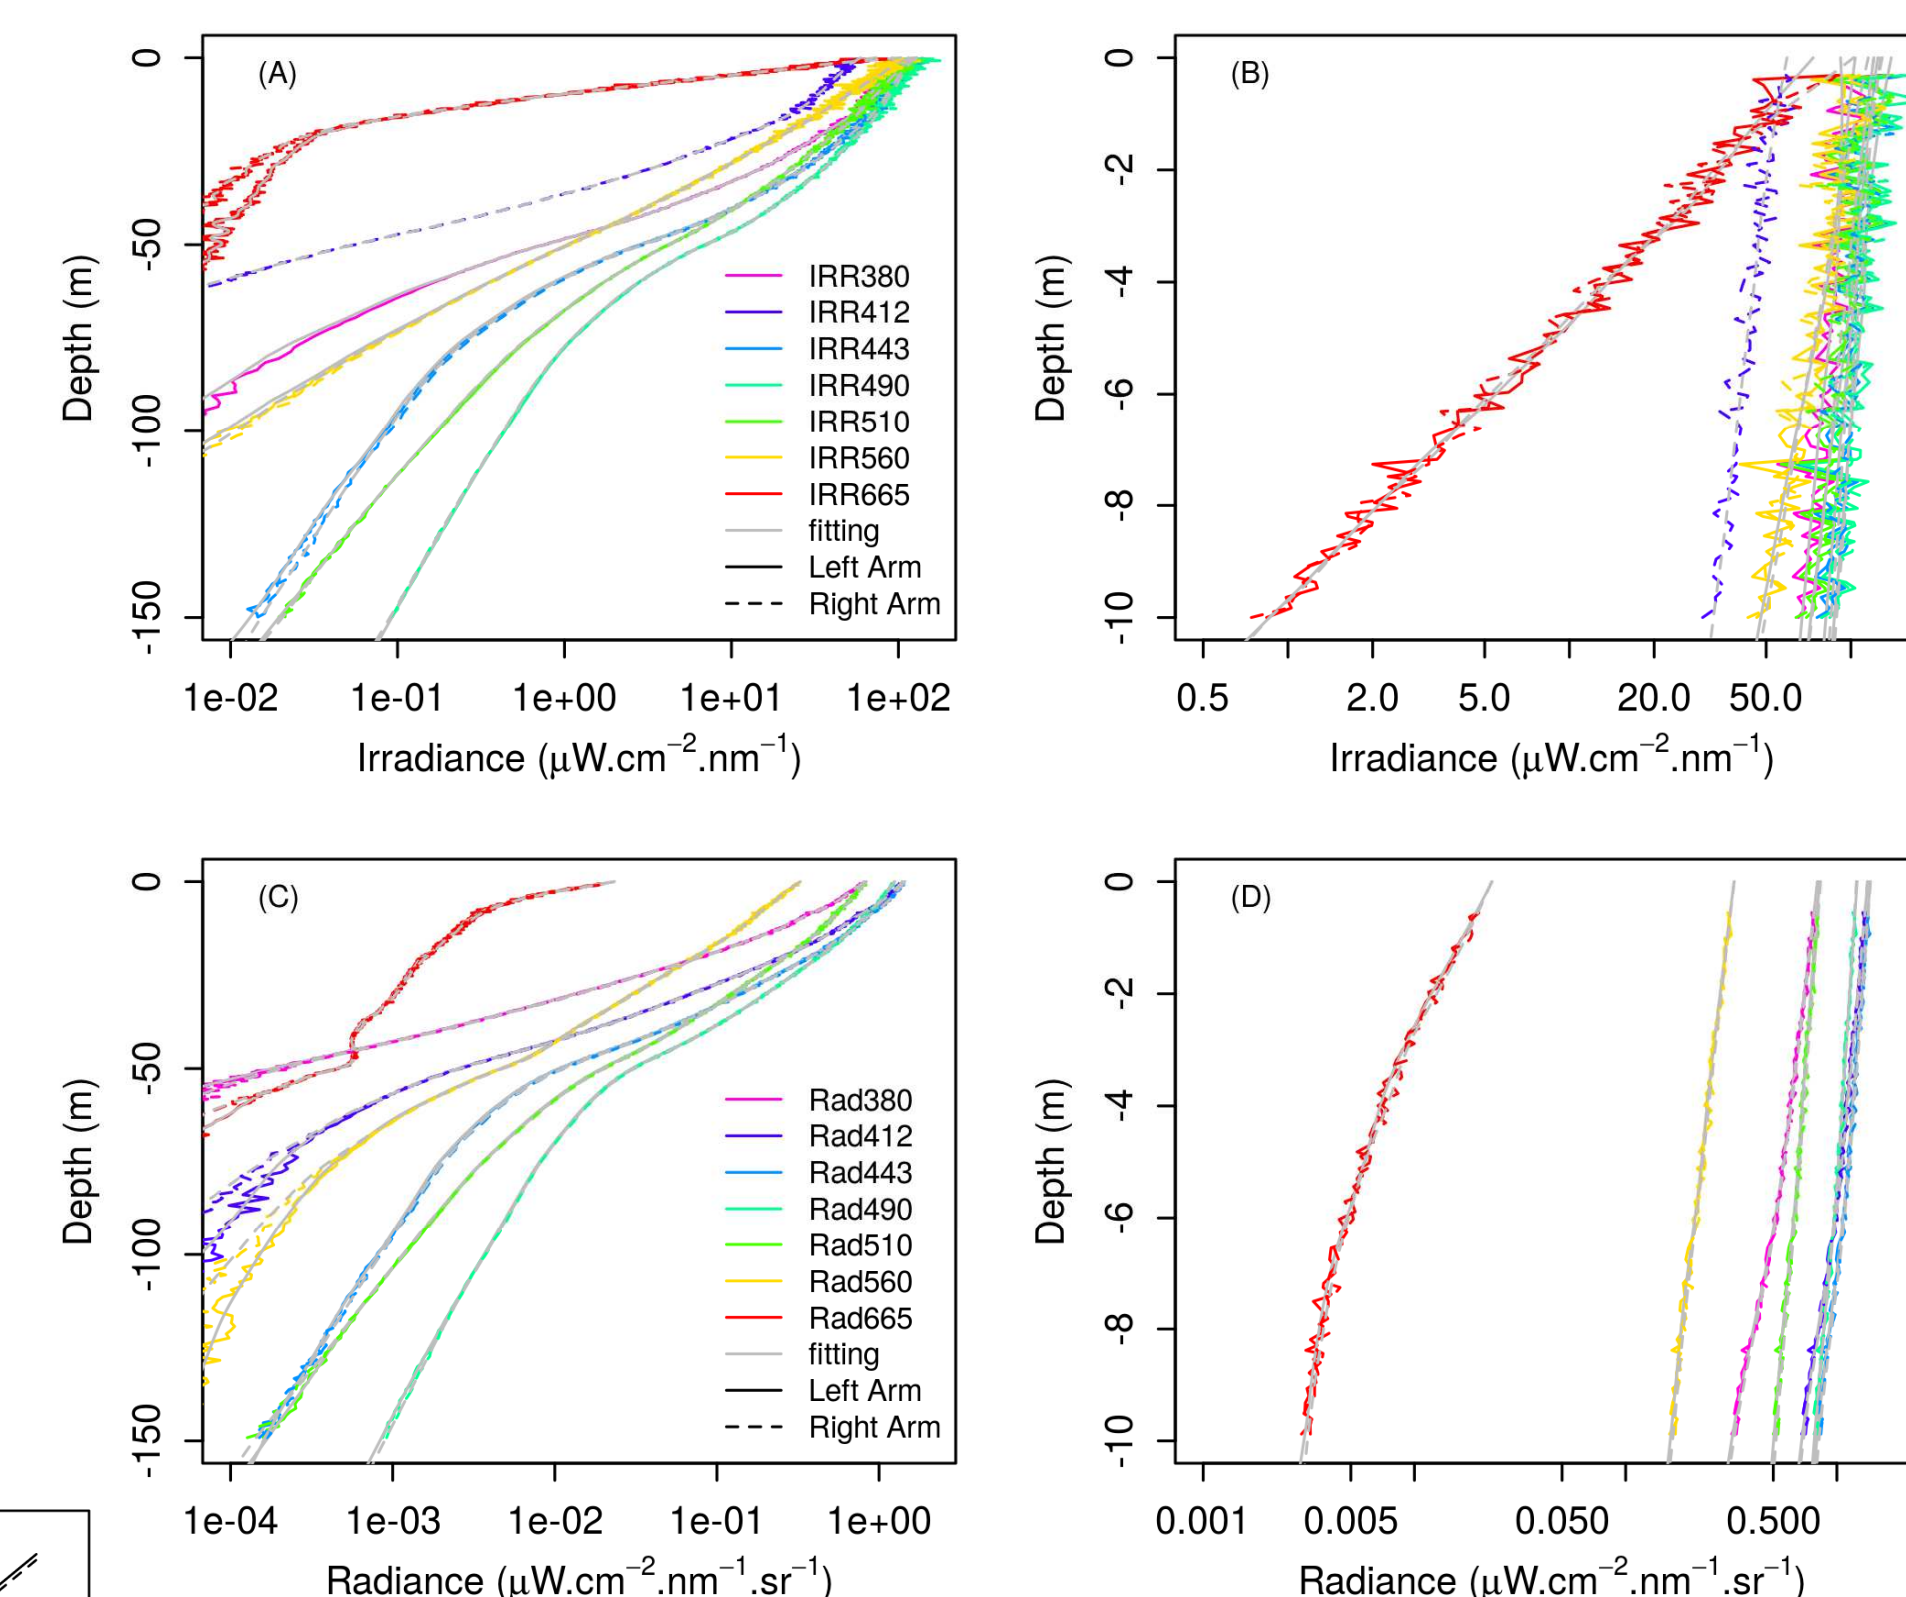 (A)
0
-50
-100
-150
Depth (m)
IRR380
IRR412
IRR443
IRR490
IRR510
IRR560
IRR665
fitting
Left Arm
Right Arm
1e-02 1e-01 1e+00 1e+01 1e+02
Irradiance (μW.cm⁻².nm⁻¹)
(B)
0
-2
-4
-6
-8
-10
Depth (m)
0.5 2.0 5.0 20.0 50.0
Irradiance (μW.cm⁻².nm⁻¹)
(C)
0
-50
-100
-150
Depth (m)
Rad380
Rad412
Rad443
Rad490
Rad510
Rad560
Rad665
fitting
Left Arm
Right Arm
1e-04 1e-03 1e-02 1e-01 1e+00
Radiance (μW.cm⁻².nm⁻¹.sr⁻¹)
(D)
0
-2
-4
-6
-8
-10
Depth (m)
0.001 0.005 0.050 0.500
Radiance (μW.cm⁻².nm⁻¹.sr⁻¹)